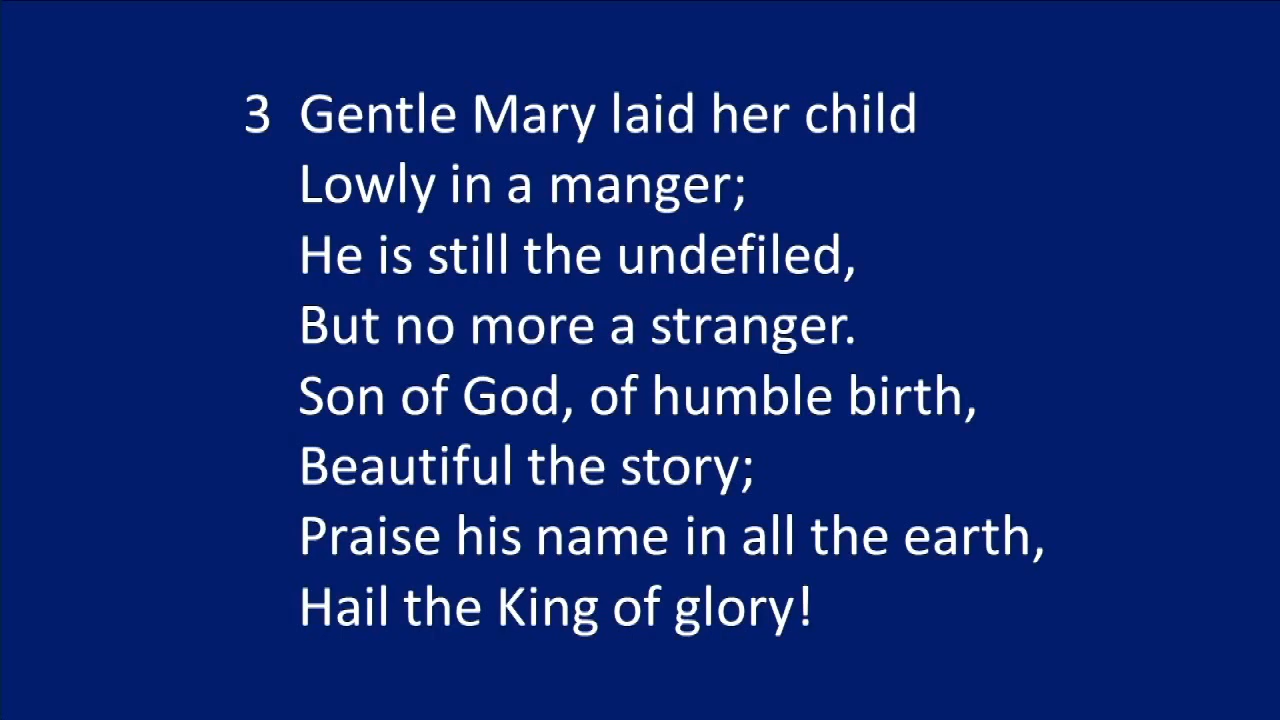 3 Gentle Mary laid her child
Lowly in a manger;
He is still the undefiled,
But no more a stranger.
Son of God, of humble birth,
Beautiful the story;
Praise his name in all the earth,
Hail the King of glory!